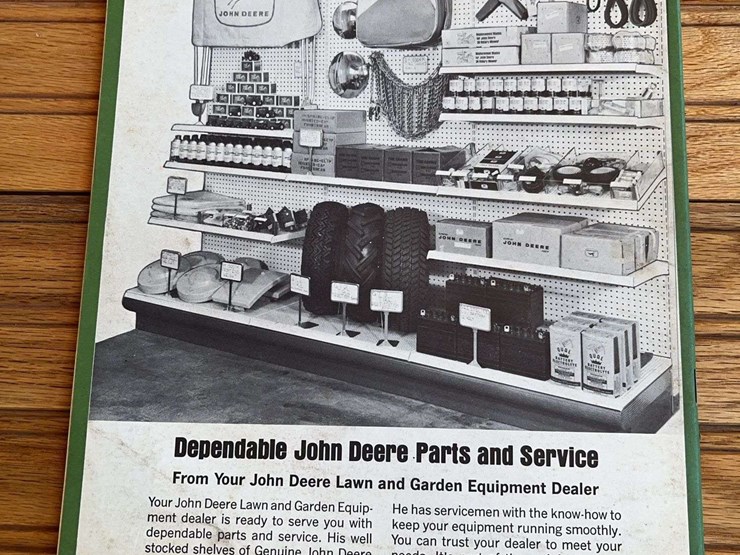 JOHN DEERE
JOHN DEERE
JOHN DEERE
Dependable John Deere Parts and Service
From Your John Deere Lawn and Garden Equipment Dealer
Your John Deere Lawn and Garden Equip-
ment dealer is ready to serve you with
dependable parts and service. His well
stocked shelves of Genuine John Deere
He has servicemen with the know-how to
keep your equipment running smoothly.
You can trust your dealer to meet your